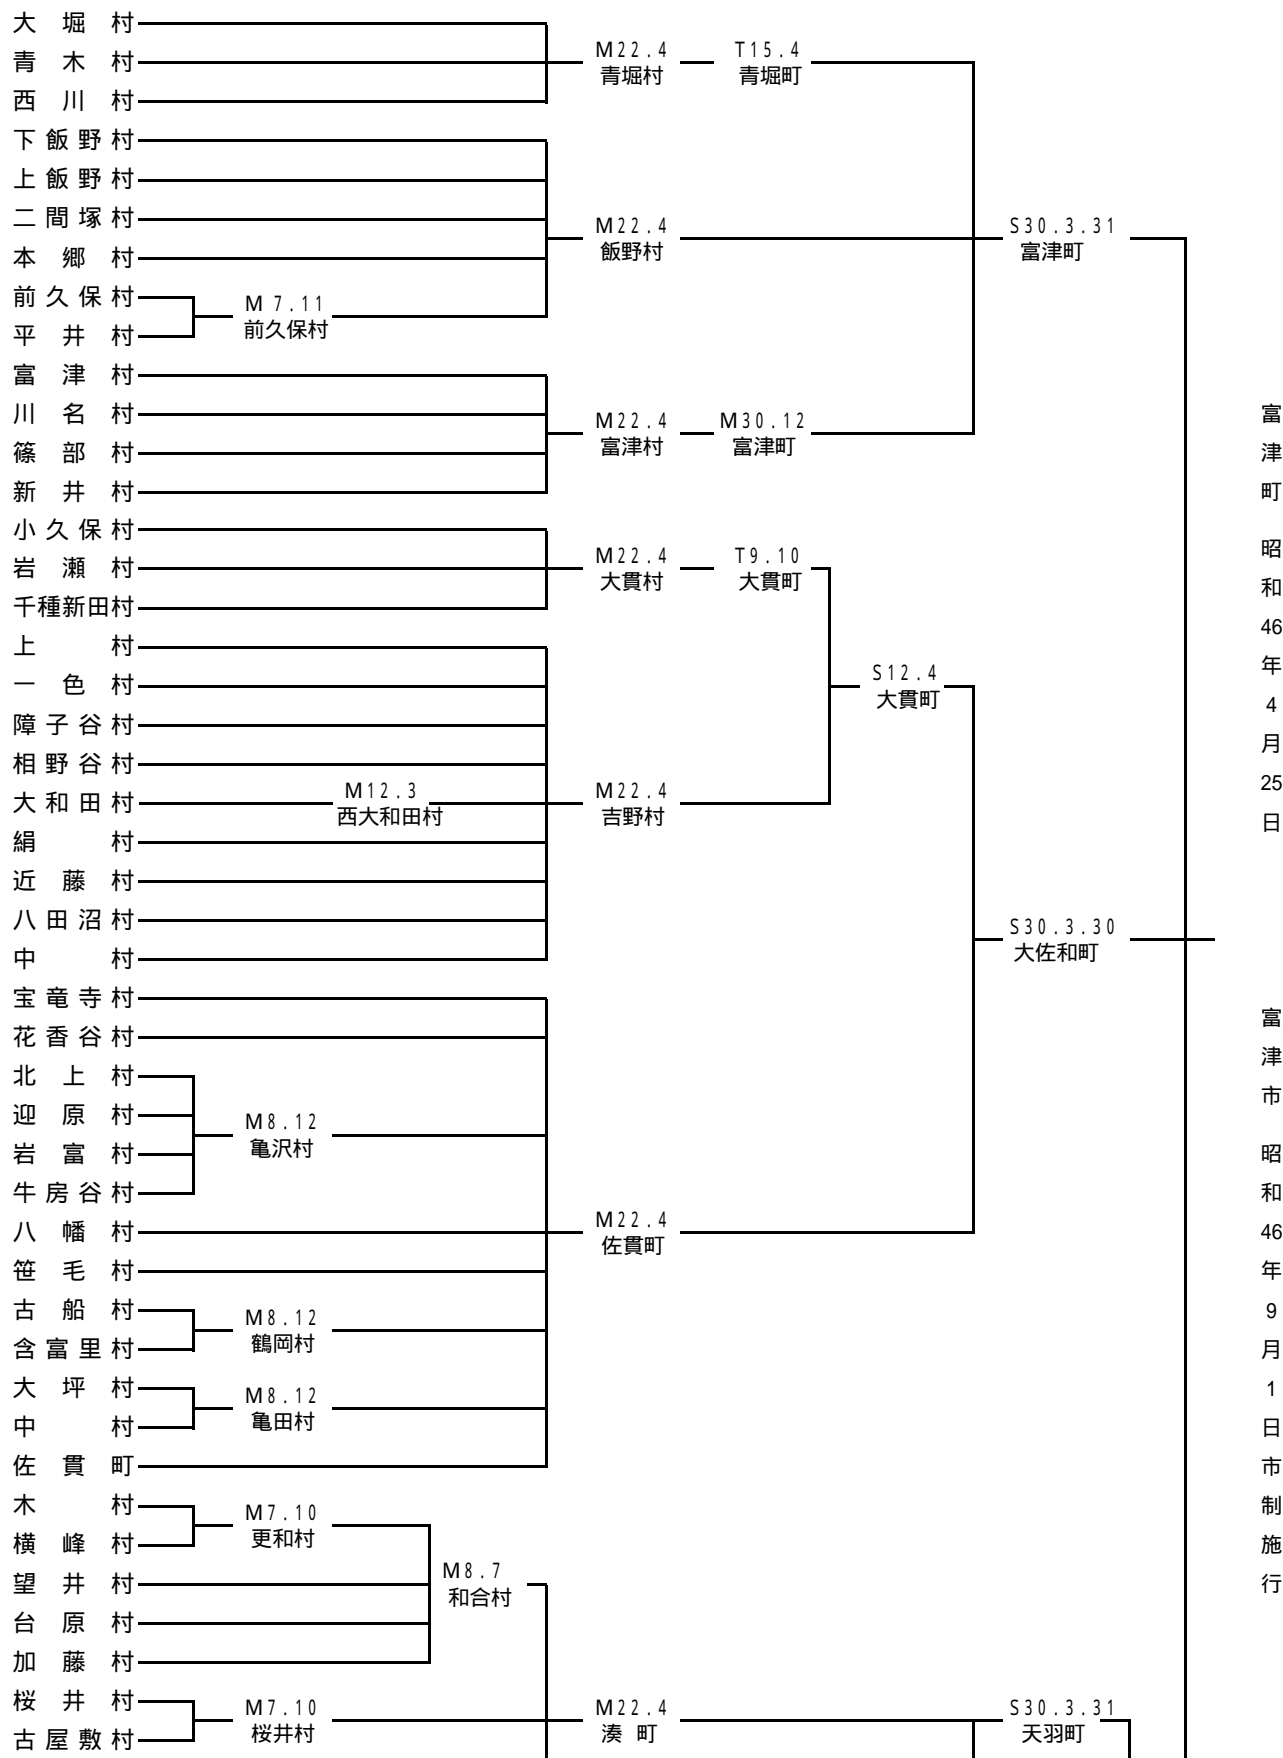 大堀村
青木村
西川村
下飯野村
上飯野村
二間塚村
本郷村
前久保村
平井村
富津村
川名村
篠部村
新井村
小久保村
岩瀬村
千種新田村
上村
一色村
障子谷村
相野谷村
大和田村
絹村
近藤村
八田沼村
中村
宝竜寺村
花香谷村
北上村
迎原村
岩富村
牛房谷村
八幡村
笹毛村
古船村
含富里村
大坪村
中村
佐貫町
木村
横峰村
望井村
台原村
加藤村
桜井村
古屋敷村
M7.11
前久保村
M12.3
西大和田村
M8.12
亀沢村
M8.12
鶴岡村
M8.12
亀田村
M7.10
更和村
M8.7
和合村
M7.10
桜井村
M22.4
青堀村
T15.4
青堀町
M22.4
飯野村
M22.4
富津村
M30.12
富津町
M22.4
大貫村
T9.10
大貫町
M22.4
吉野村
S12.4
大貫町
M22.4
佐貫町
M22.4
湊町
S30.3.31
富津町
S30.3.30
大佐和町
S30.3.31
天羽町
富津町 昭和46年4月25日
富津市 昭和46年9月1日市制施行